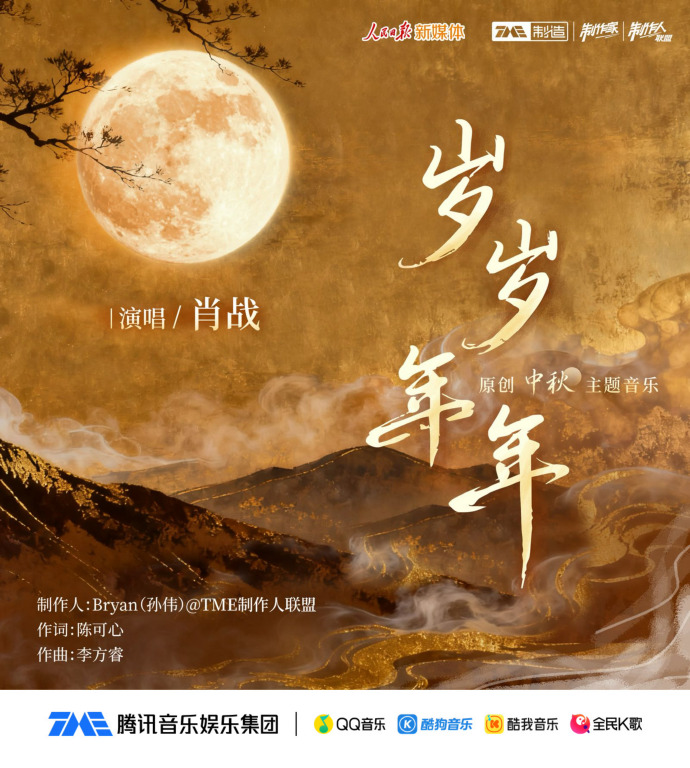 人民日报 新媒体 TME 制造 制作家 制作人联盟
岁岁年年
演唱/肖战
原创 中秋 主题音乐
制作人:Bryan(孙伟)@TME制作人联盟
作词:陈可心
作曲:李方睿
TME 腾讯音乐娱乐集团 QQ音乐 酷狗音乐 酷我音乐 全民K歌